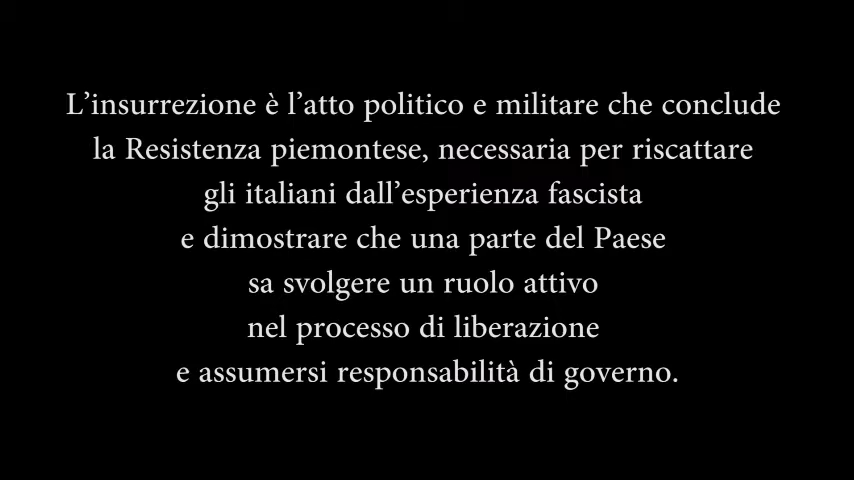 L’insurrezione è l’atto politico e militare che conclude
la Resistenza piemontese, necessaria per riscattare
gli italiani dall’esperienza fascista
e dimostrare che una parte del Paese
sa svolgere un ruolo attivo
nel processo di liberazione
e assumersi responsabilità di governo.